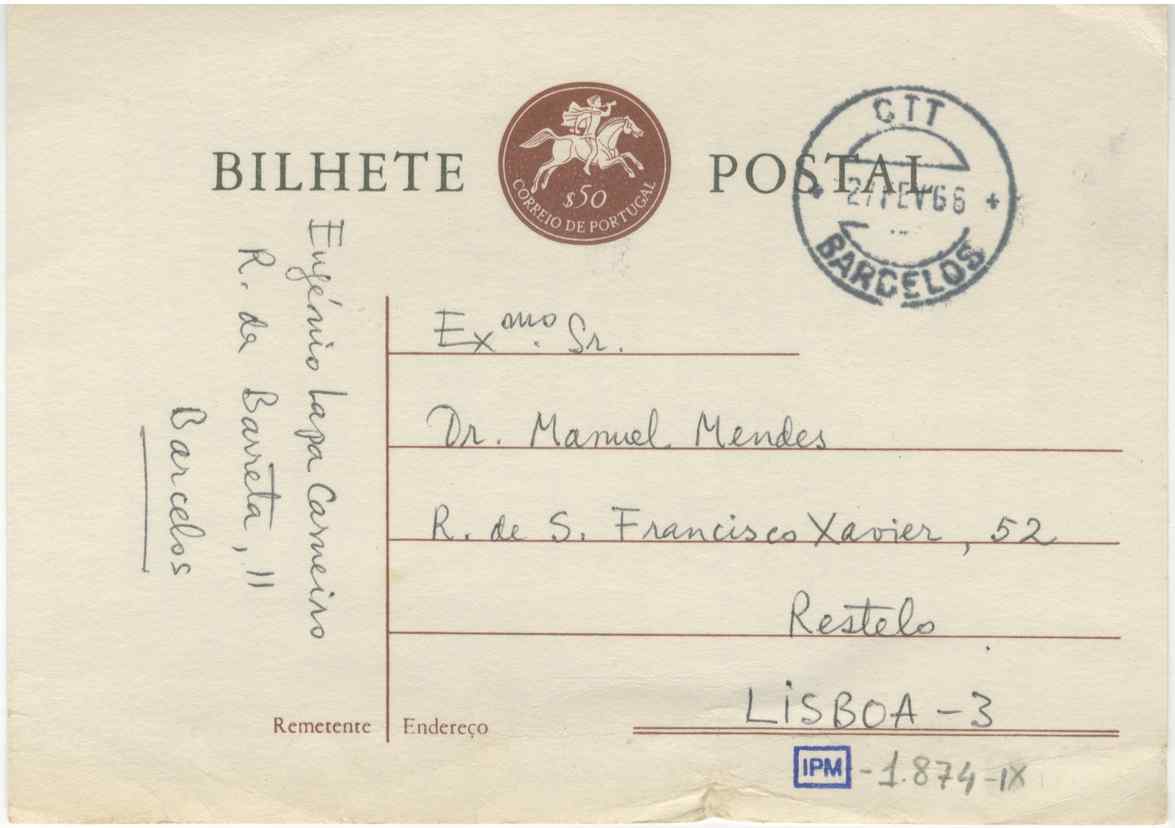 BILHETE POSTAL
$50
CORREIO DE PORTUGAL
CTT
FEV 66
BARCELOS
Eugénio Lapa Carneiro
R. da Barreta, 11
Barcelos
Ex.mo Sr.
Dr. Manuel Mendes
R. de S. Francisco Xavier, 52
Restelo
LiSBOA - 3
Remetente
Endereço
IPM - 1.874 - IX